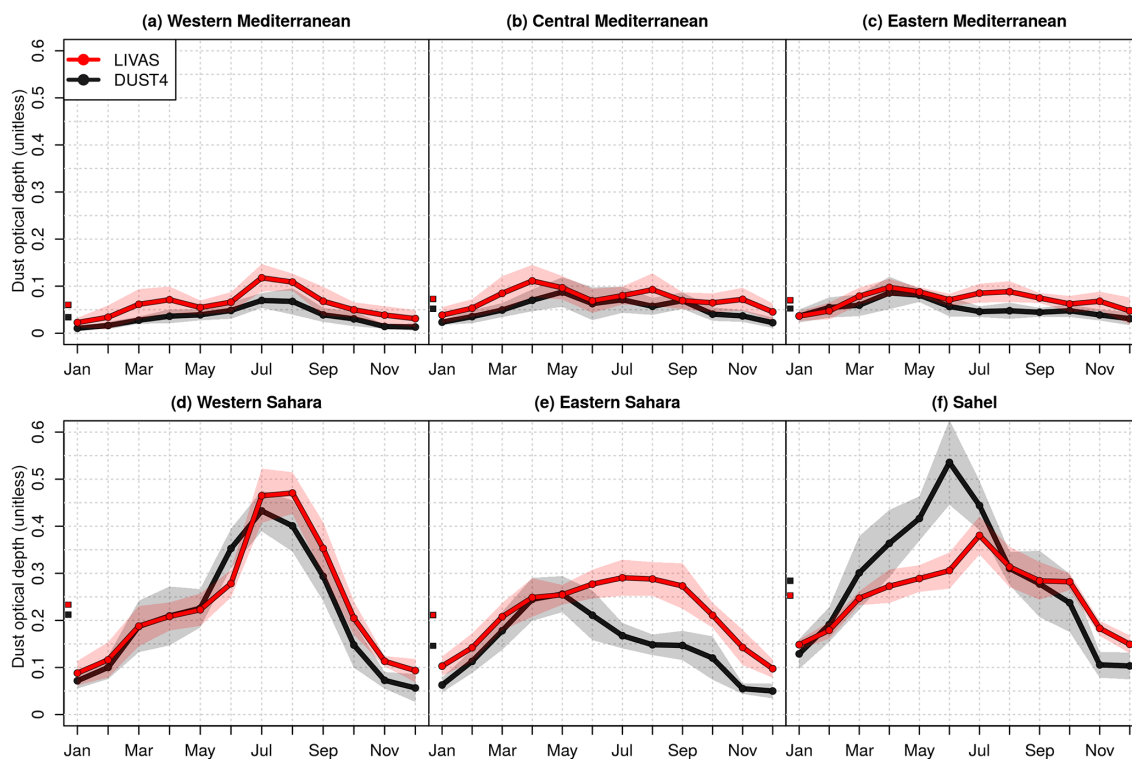 (a) Western Mediterranean
(b) Central Mediterranean
(c) Eastern Mediterranean
Dust optical depth (unitless)
0.6
0.5
0.4
0.3
0.2
0.1
0
LIVAS
DUST4
Jan Mar May Jul Sep Nov
Jan Mar May Jul Sep Nov
Jan Mar May Jul Sep Nov
(d) Western Sahara
(e) Eastern Sahara
(f) Sahel
Dust optical depth (unitless)
0.6
0.5
0.4
0.3
0.2
0.1
0
Jan Mar May Jul Sep Nov
Jan Mar May Jul Sep Nov
Jan Mar May Jul Sep Nov